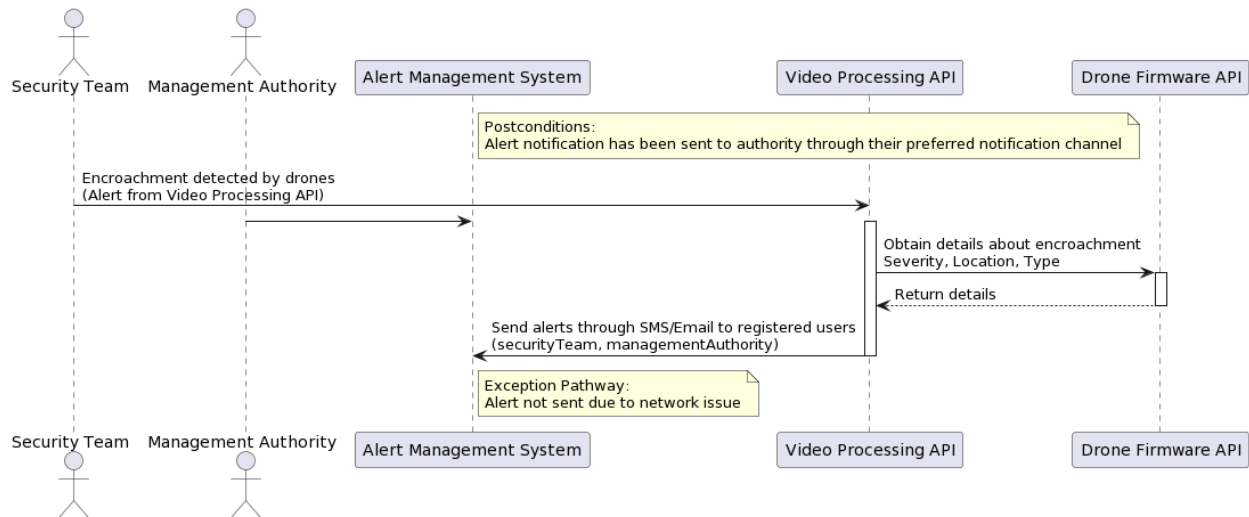 Security Team
Management Authority
Alert Management System
Video Processing API
Drone Firmware API
Postconditions:
Alert notification has been sent to authority through their preferred notification channel
Encroachment detected by drones
(Alert from Video Processing API)
Obtain details about encroachment
Severity, Location, Type
Return details
Send alerts through SMS/Email to registered users
(securityTeam, managementAuthority)
Exception Pathway:
Alert not sent due to network issue
Security Team
Management Authority
Alert Management System
Video Processing API
Drone Firmware API